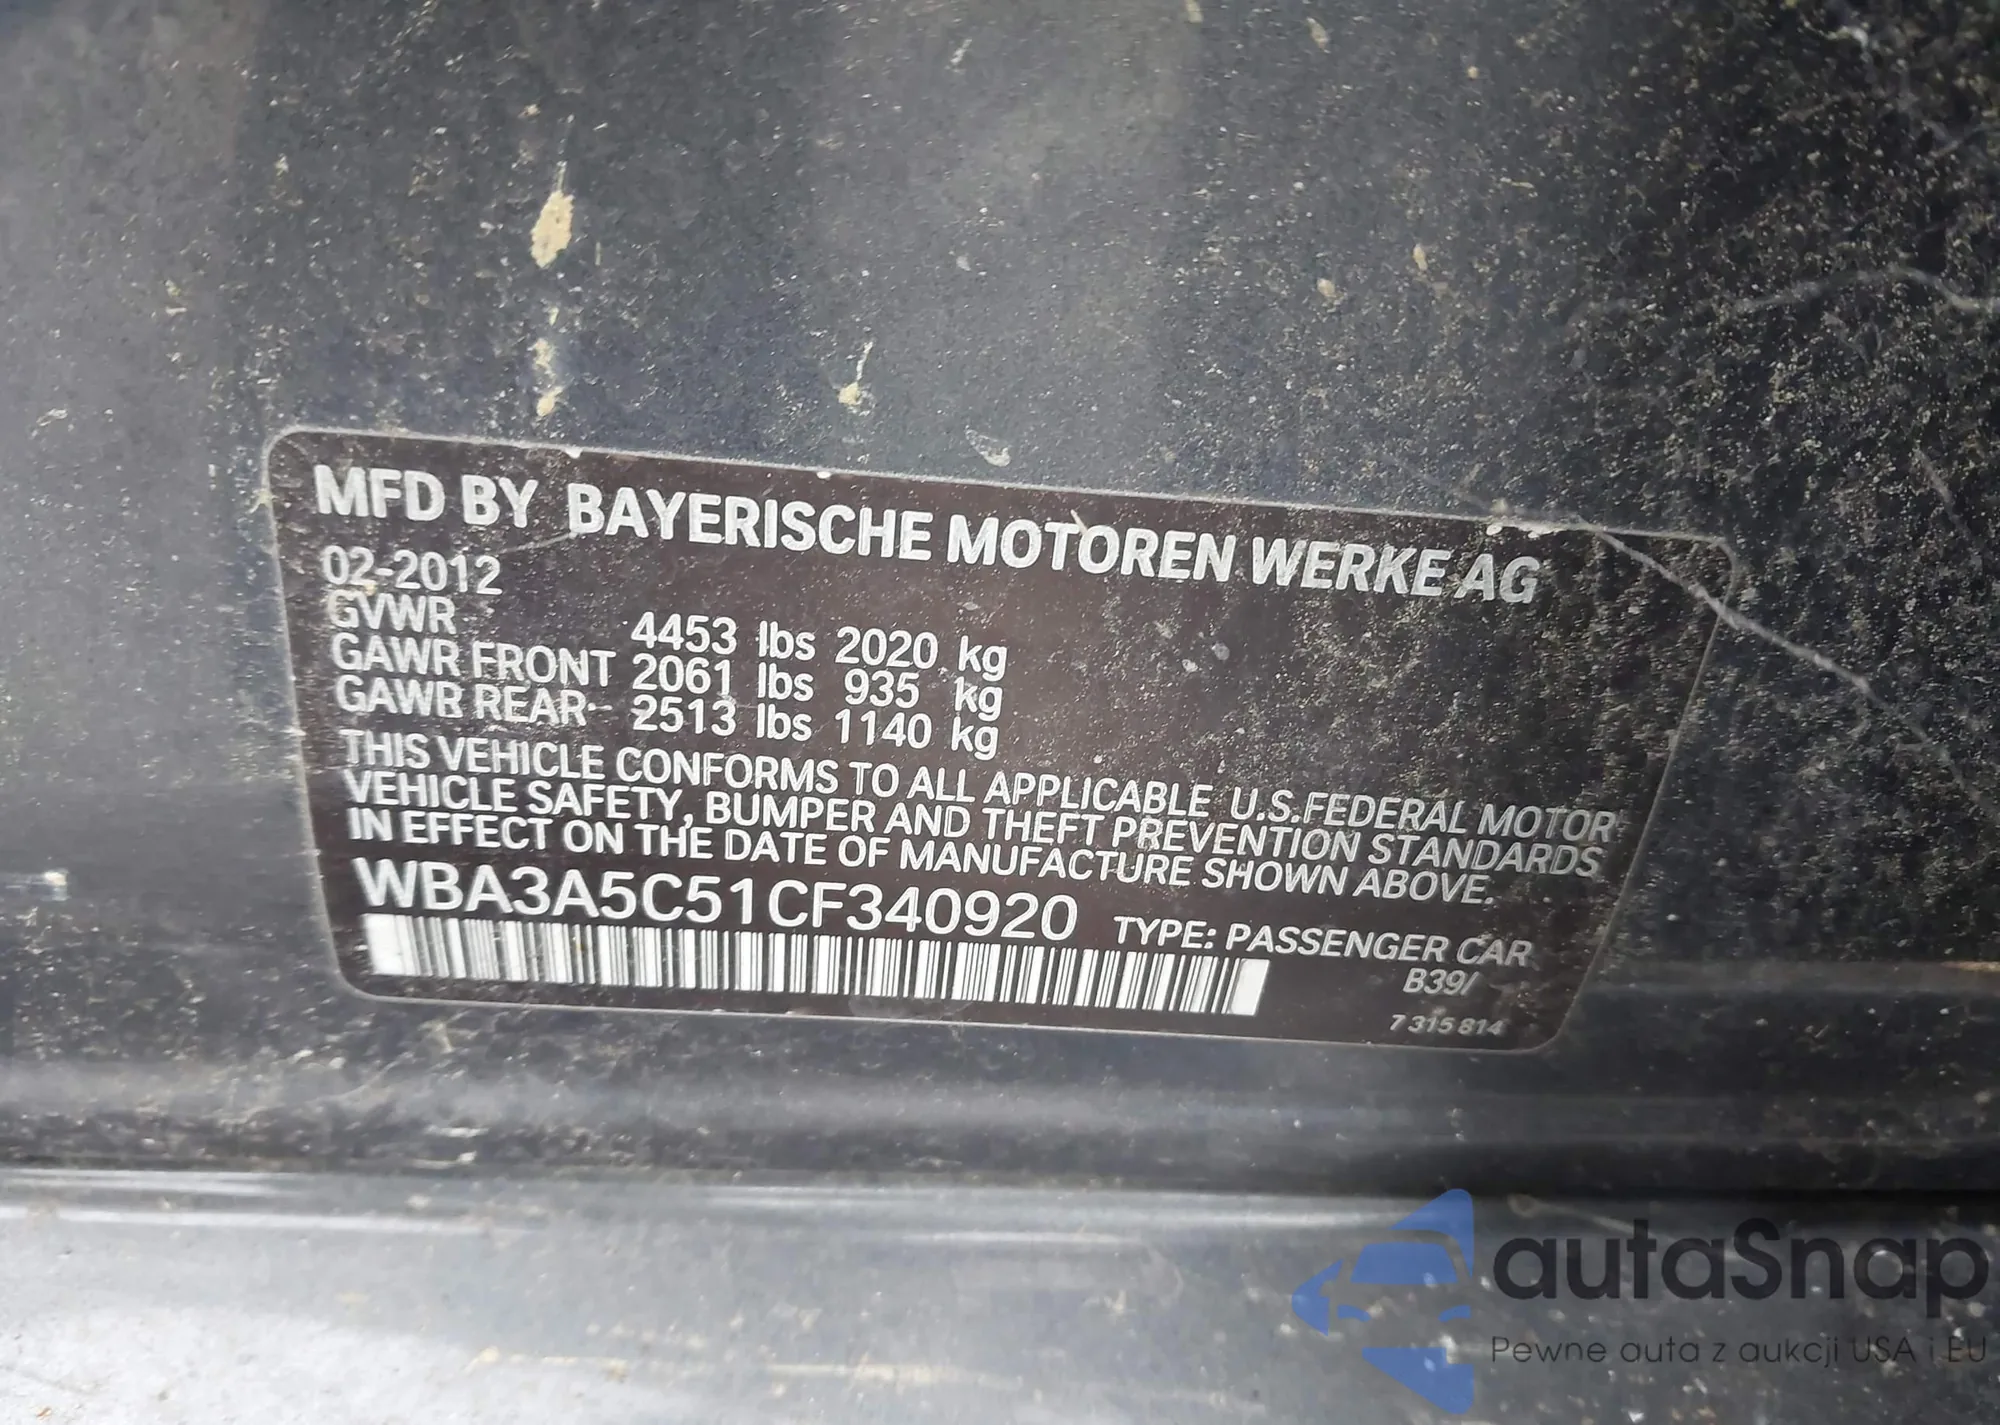 MFD BY BAYERISCHE MOTOREN WERKE AG
02-2012
GVWR 4453 lbs 2020 kg
GAWR FRONT 2061 lbs 935 kg
GAWR REAR 2513 lbs 1140 kg
THIS VEHICLE CONFORMS TO ALL APPLICABLE U.S.FEDERAL MOTOR
VEHICLE SAFETY, BUMPER AND THEFT PREVENTION STANDARDS
IN EFFECT ON THE DATE OF MANUFACTURE SHOWN ABOVE.
WBA3A5C51CF340920 TYPE: PASSENGER CAR
B39/
7 315 814
autaSnap
Pewne auta z aukcji USA i EU